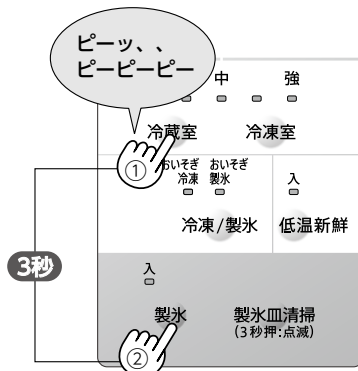 ピーッ、、
ピーピーピー
中 強
冷蔵室 冷凍室
①
おいそぎ おいそぎ
冷凍 製氷 入
冷凍/製氷 低温新鮮
3秒
入
製氷 製氷皿清掃
(3秒押:点滅)
②